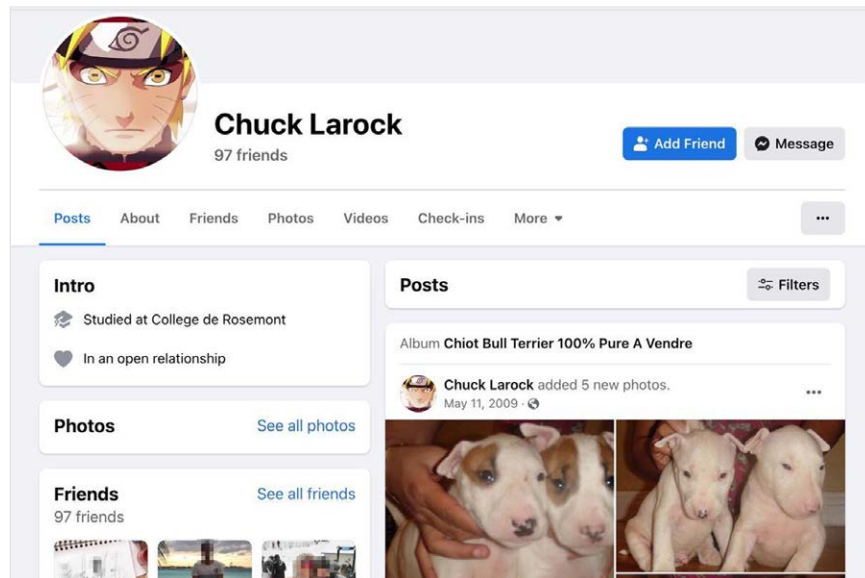 Chuck Larock
97 friends
Add Friend
Message
Posts
About
Friends
Photos
Videos
Check-ins
More
Intro
Studied at College de Rosemont
In an open relationship
Photos
See all photos
Friends
See all friends
97 friends
Posts
Filters
Album Chiot Bull Terrier 100% Pure A Vendre
Chuck Larock added 5 new photos.
May 11, 2009 ·